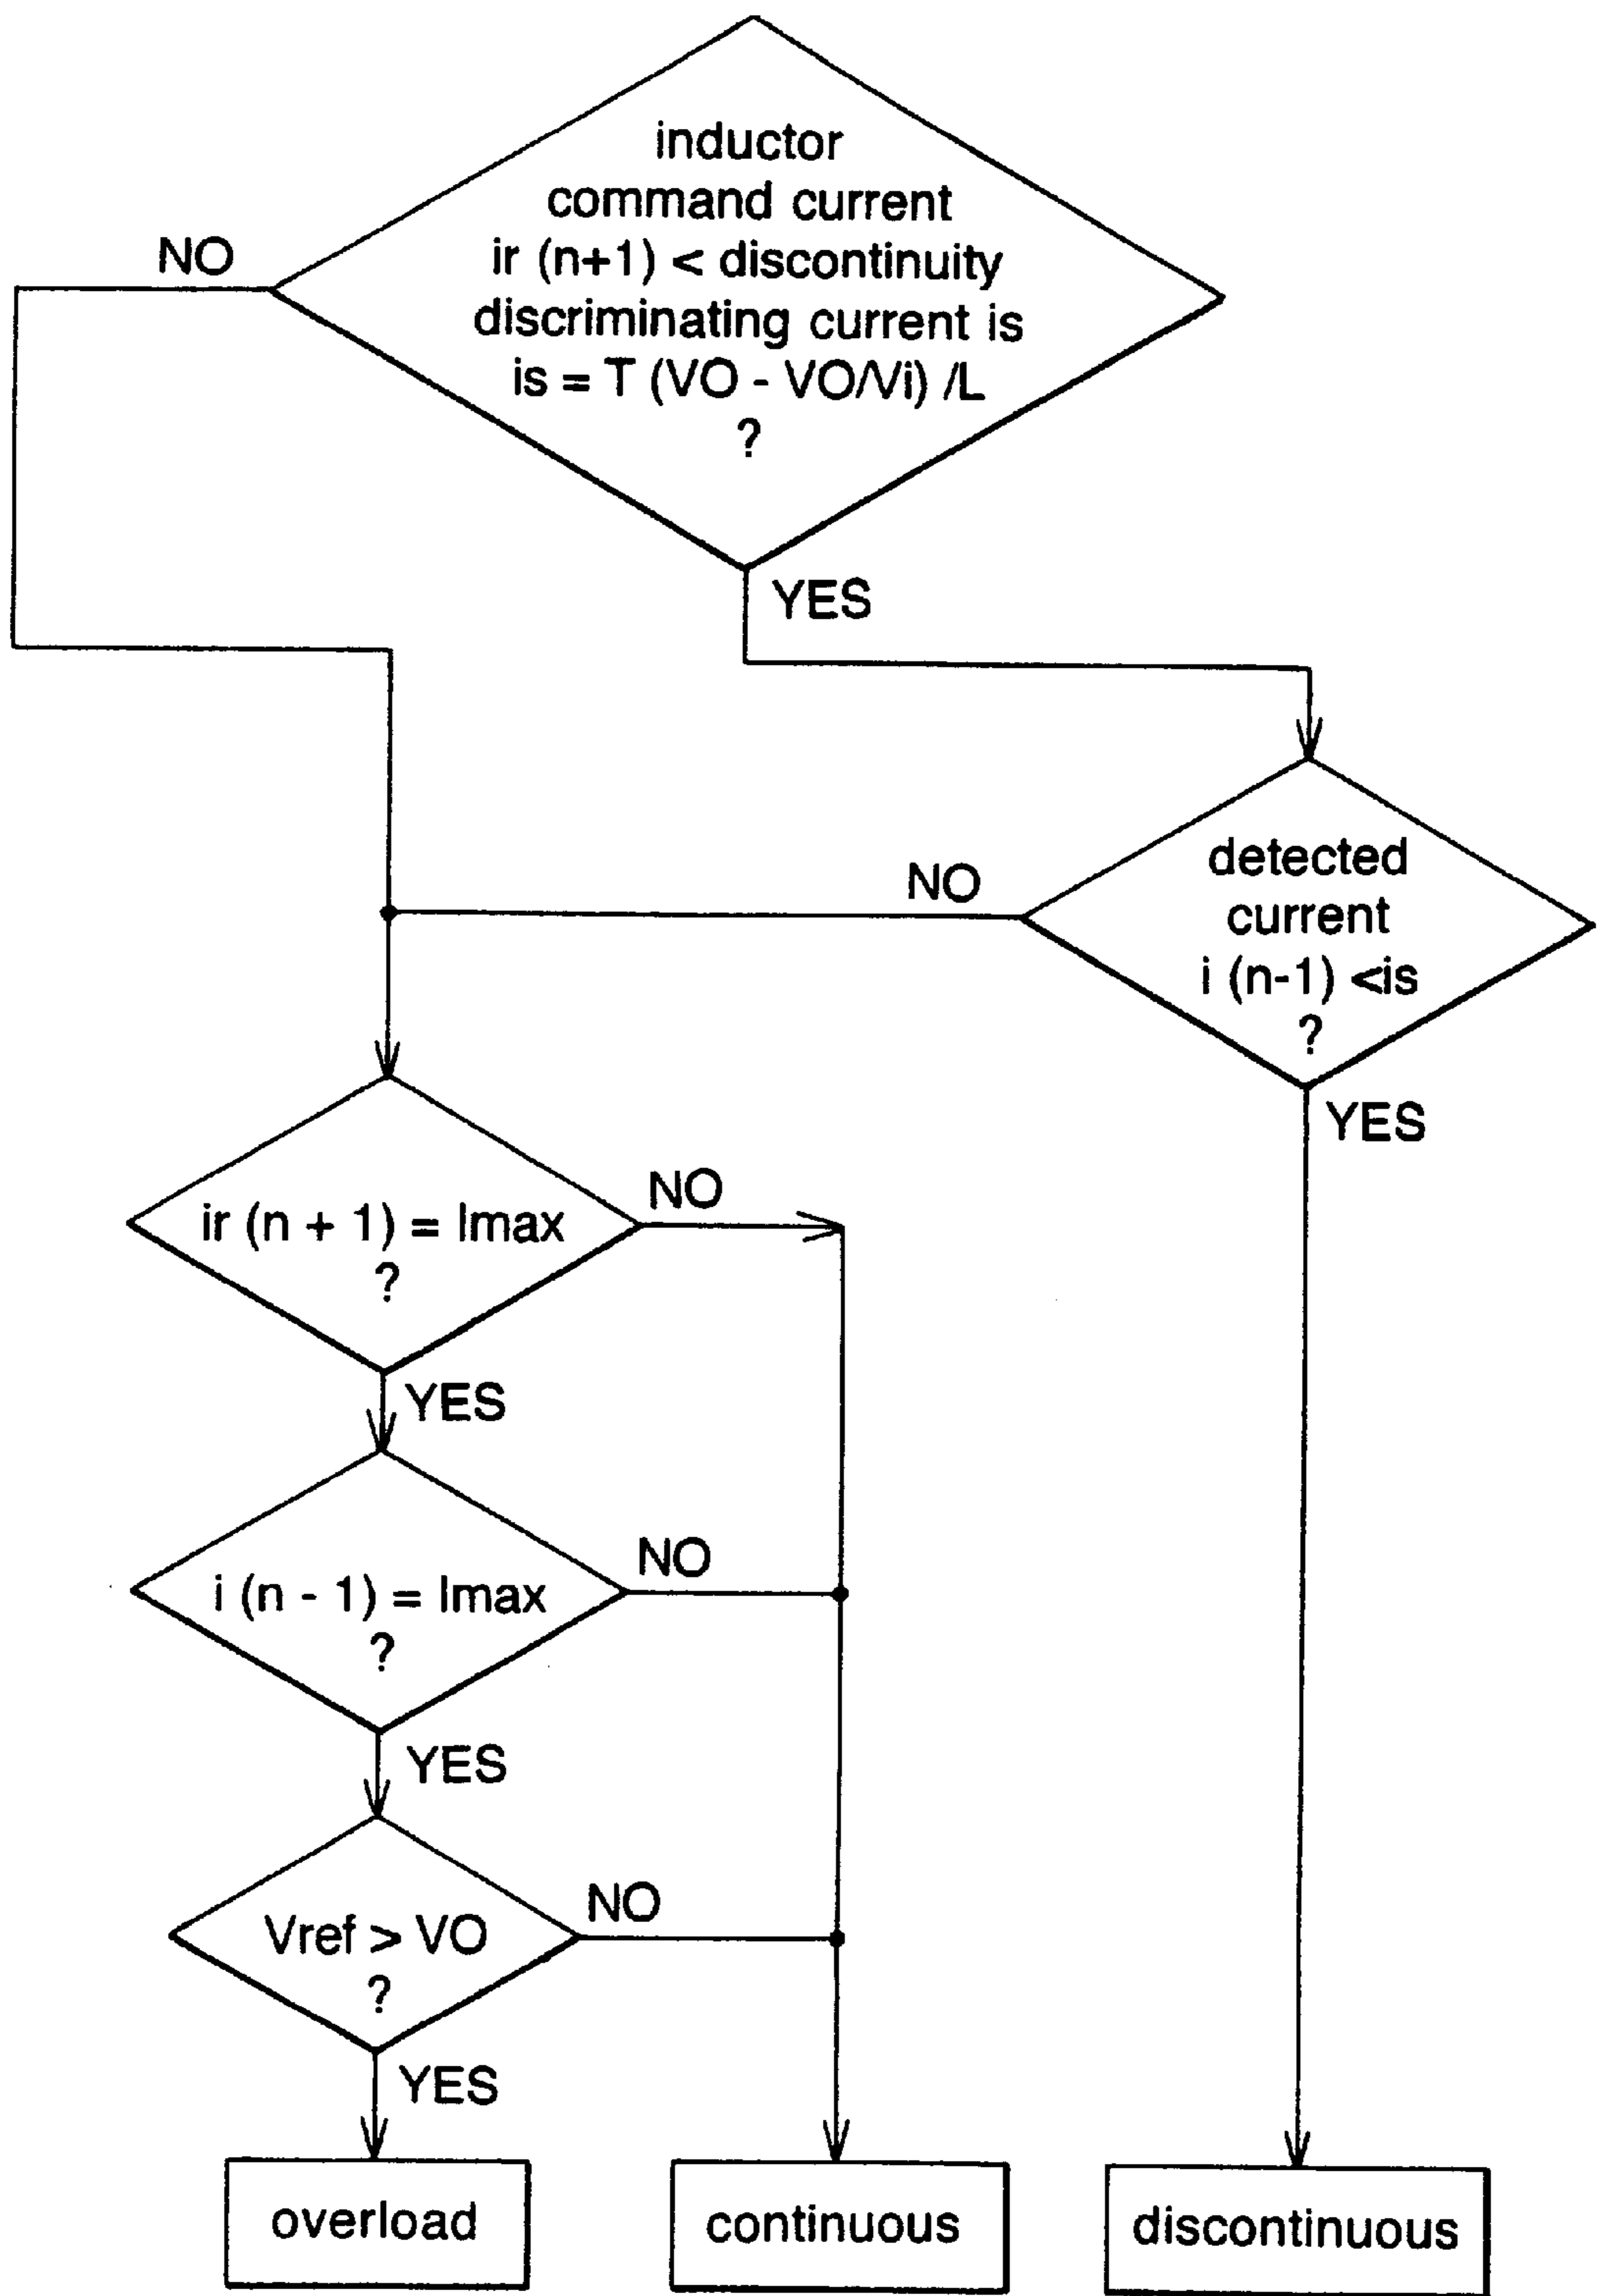 inductor
command current
ir (n+1) < discontinuity
discriminating current is
is = T (VO - VO/Vi) /L
?
NO
YES
detected
current
i (n-1) <is
?
NO
YES
ir (n + 1) = Imax
?
NO
YES
i (n - 1) = Imax
?
NO
YES
Vref > VO
?
NO
YES
overload
continuous
discontinuous